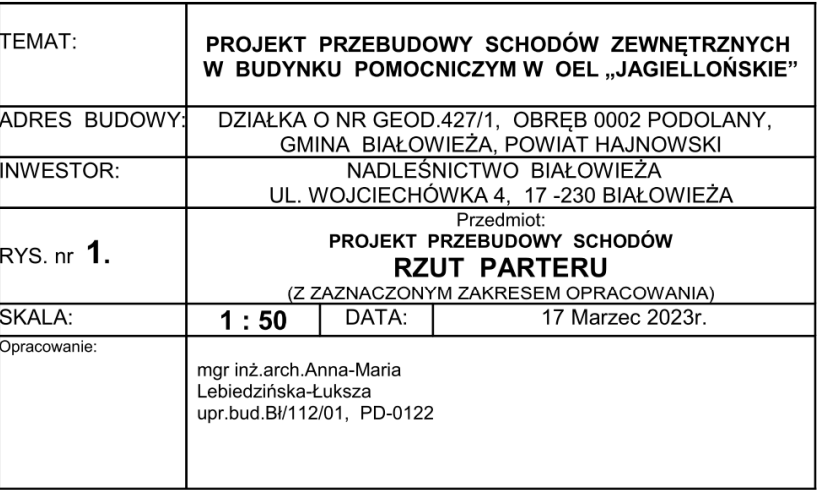 TEMAT:
PROJEKT PRZEBUDOWY SCHODÓW ZEWNĘTRZNYCH
W BUDYNKU POMOCNICZYM W OEL „JAGIELLOŃSKIE”
ADRES BUDOWY:
DZIAŁKA O NR GEOD.427/1, OBRĘB 0002 PODOLANY,
GMINA BIAŁOWIEŻA, POWIAT HAJNOWSKI
INWESTOR:
NADLEŚNICTWO BIAŁOWIEŻA
UL. WOJCIECHÓWKA 4, 17 -230 BIAŁOWIEŻA
RYS. nr 1.
Przedmiot:
PROJEKT PRZEBUDOWY SCHODÓW
RZUT PARTERU
(Z ZAZNACZONYM ZAKRESEM OPRACOWANIA)
SKALA:
1 : 50
DATA:
17 Marzec 2023r.
Opracowanie:
mgr inż.arch.Anna-Maria
Lebiedzińska-Łuksza
upr.bud.Bł/112/01, PD-0122